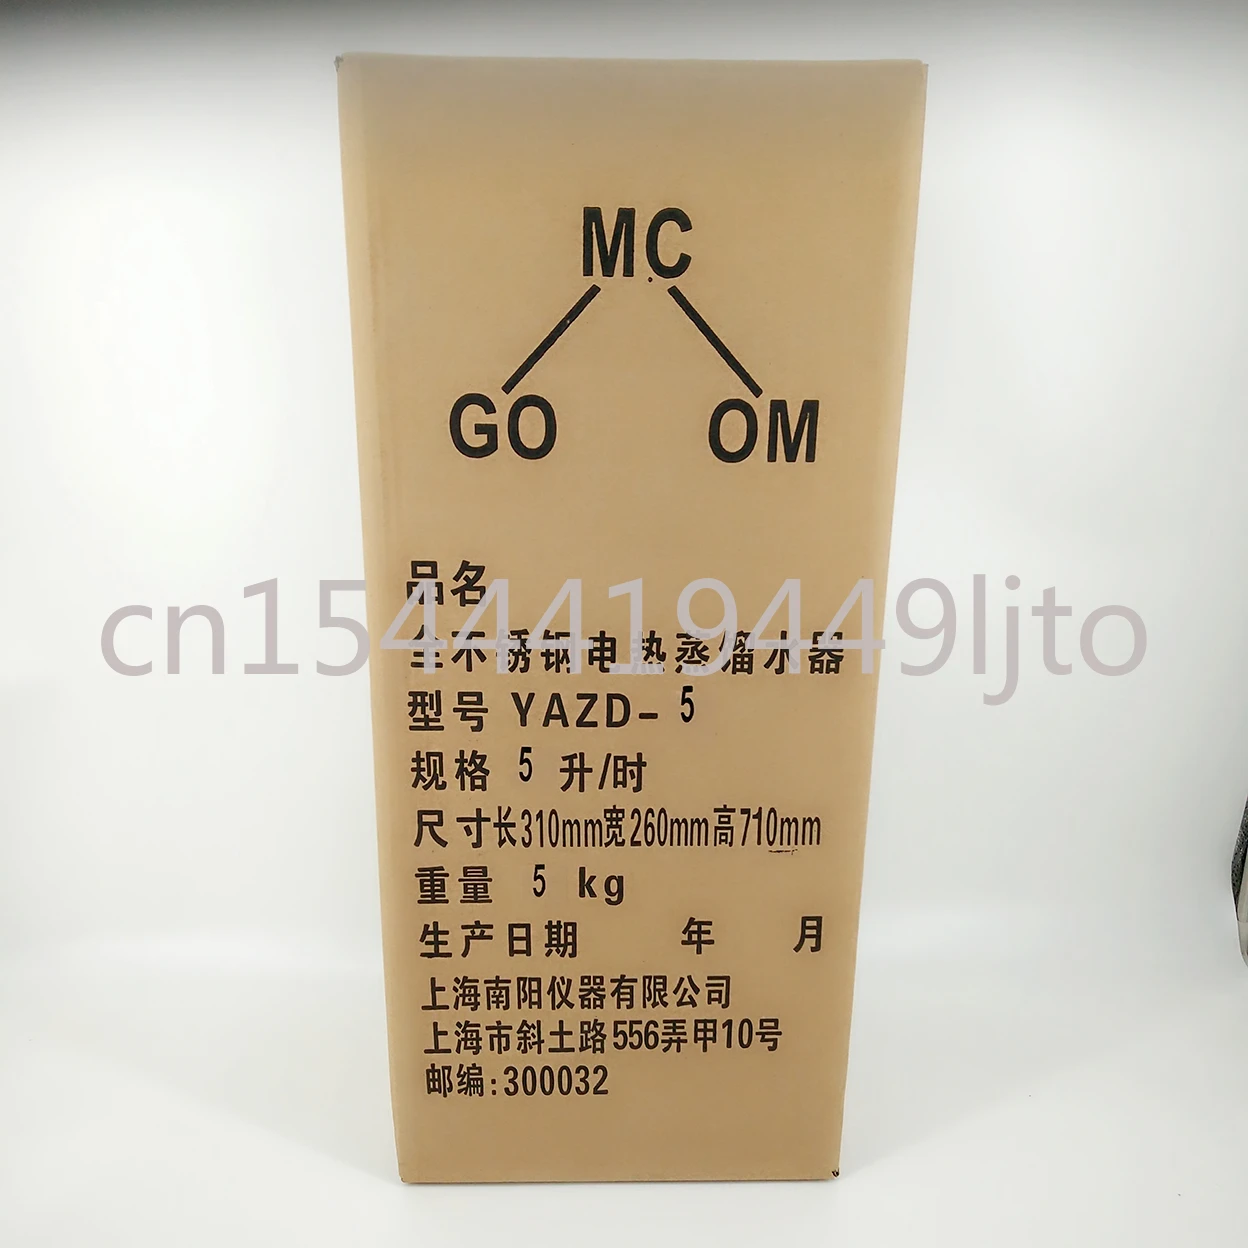 MC
GO OM
品名
cn1544419449ljto
全不锈钢电热蒸馏水器
型号 YAZD- 5
规格 5 升/时
尺寸长310mm宽260mm高710mm
重量 5 kg
生产日期 年 月
上海南阳仪器有限公司
上海市斜土路556弄甲10号
邮编:300032